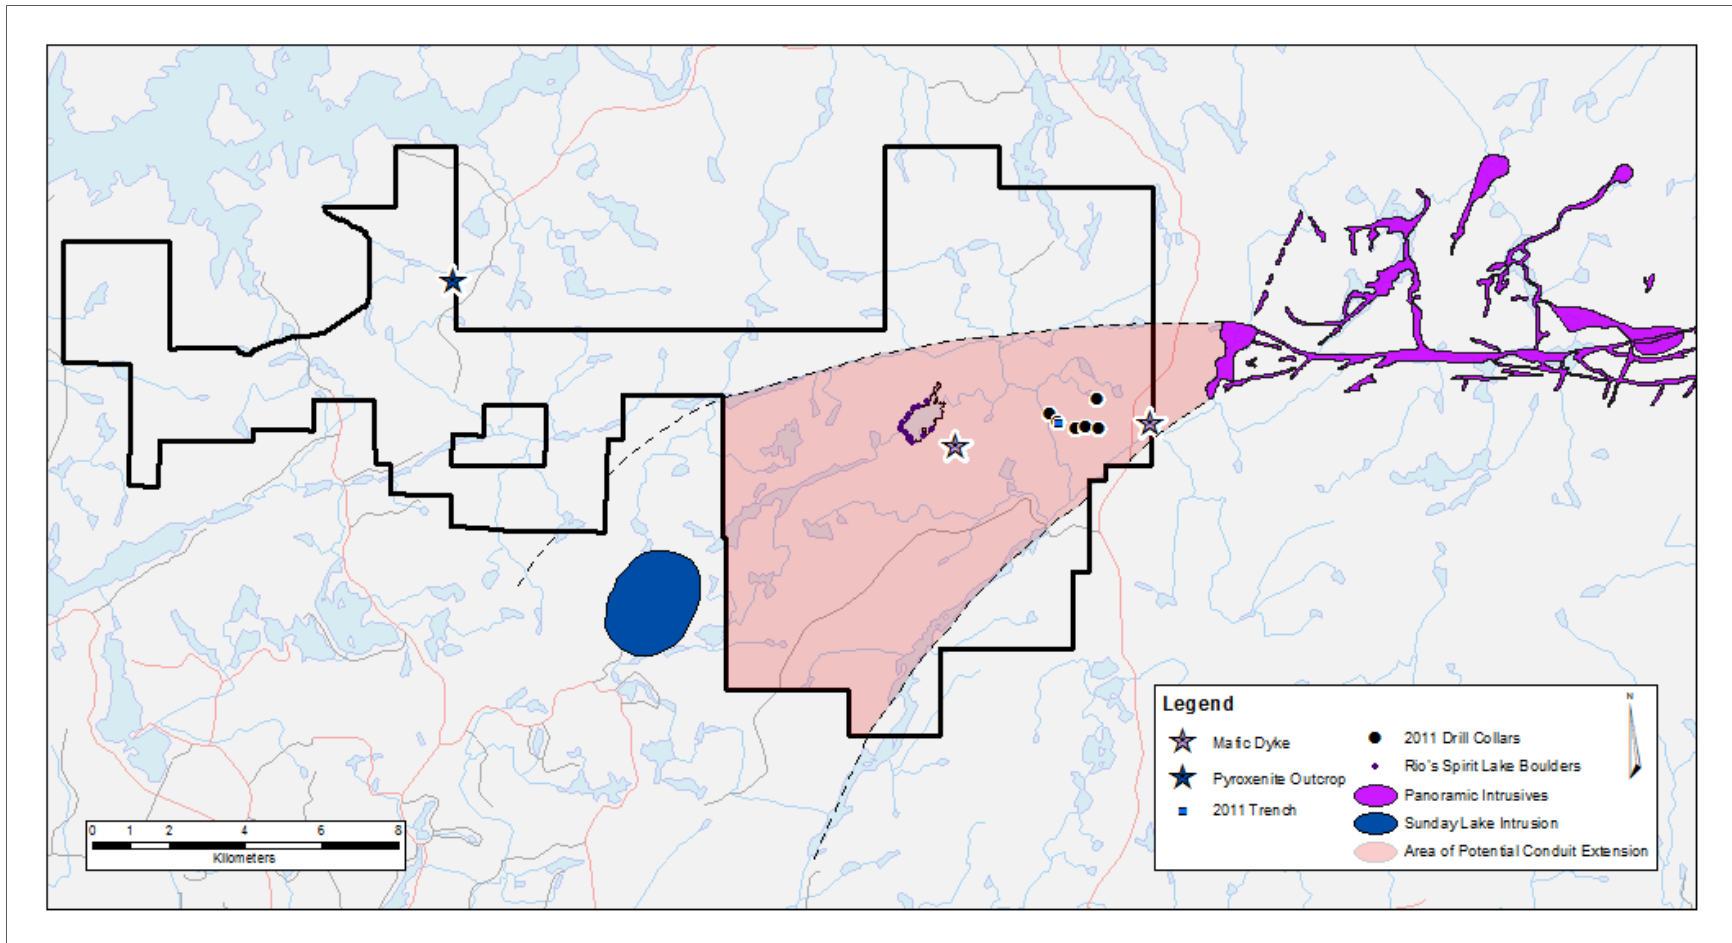 Legend
N
Mafic Dyke
Pyroxenite Outcrop
2011 Trench
2011 Drill Collars
Rio's Spirit Lake Boulders
Panoramic Intrusives
Sunday Lake Intrusion
Area of Potential Conduit Extension
0 1 2 4 6 8
Kilometers